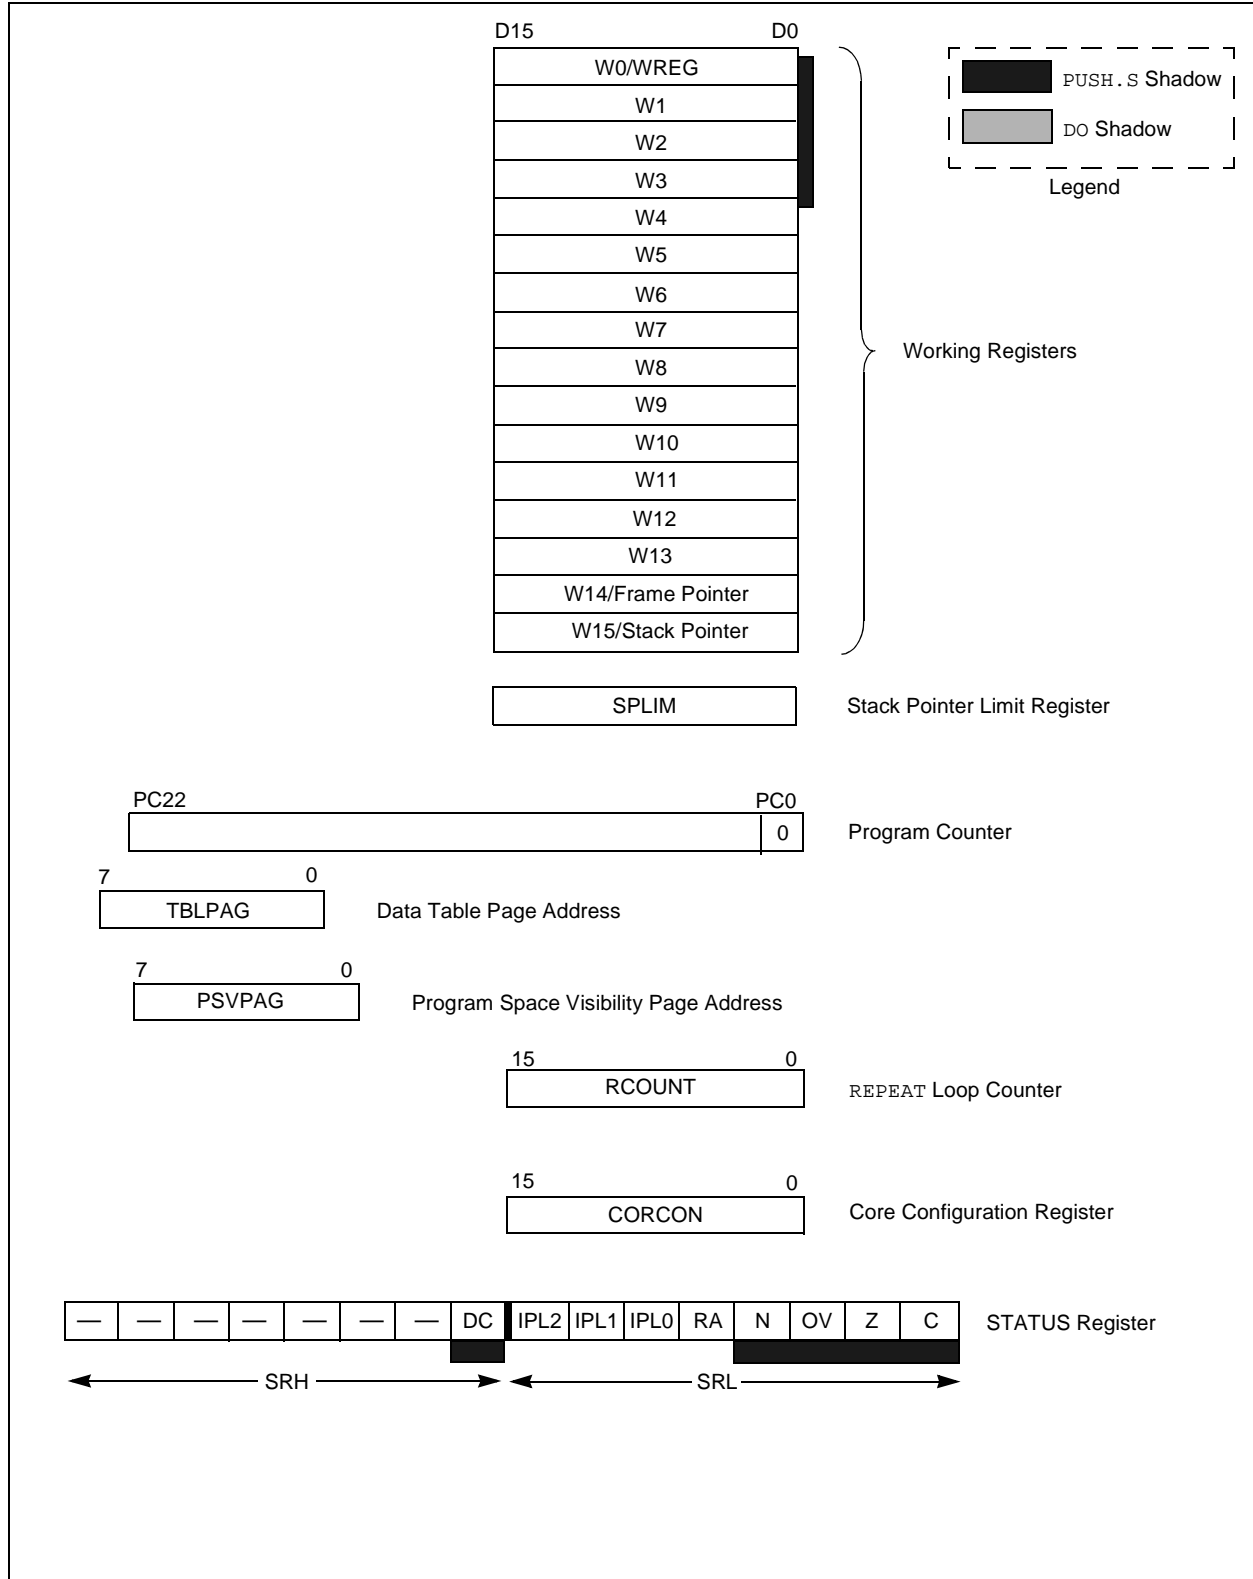 D15 D0
W0/WREG
W1
W2
W3
W4
W5
W6
W7
W8
W9
W10
W11
W12
W13
W14/Frame Pointer
W15/Stack Pointer
PUSH.S Shadow
DO Shadow
Legend
Working Registers
SPLIM Stack Pointer Limit Register
PC22 PC0
0 Program Counter
7 0
TBLPAG Data Table Page Address
7 0
PSVPAG Program Space Visibility Page Address
15 0
RCOUNT REPEAT Loop Counter
15 0
CORCON Core Configuration Register
— — — — — — — DC IPL2 IPL1 IPL0 RA N OV Z C STATUS Register
SRH SRL